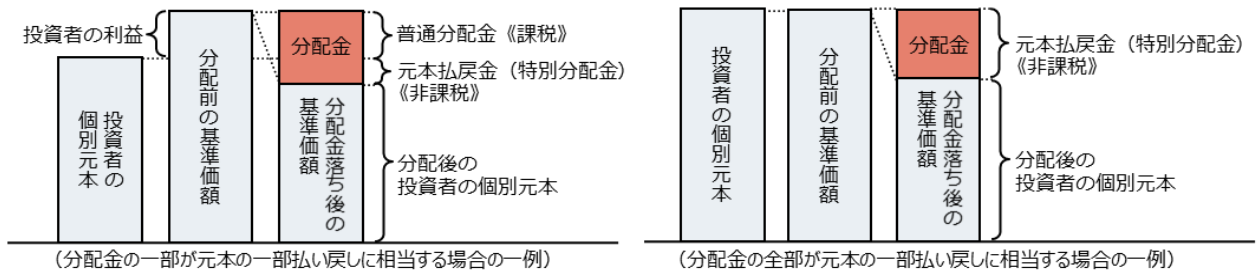 投資者の利益
投資者の
個別元本
分配前の基準価額
分配金
分配金落ち後の
基準価額
普通分配金《課税》
元本払戻金（特別分配金）
《非課税》
分配後の
投資者の個別元本
（分配金の一部が元本の一部払い戻しに相当する場合の一例）
投資者の個別元本
分配前の基準価額
分配金
分配金落ち後の
基準価額
元本払戻金（特別分配金）
《非課税》
分配後の
投資者の個別元本
（分配金の全部が元本の一部払い戻しに相当する場合の一例）